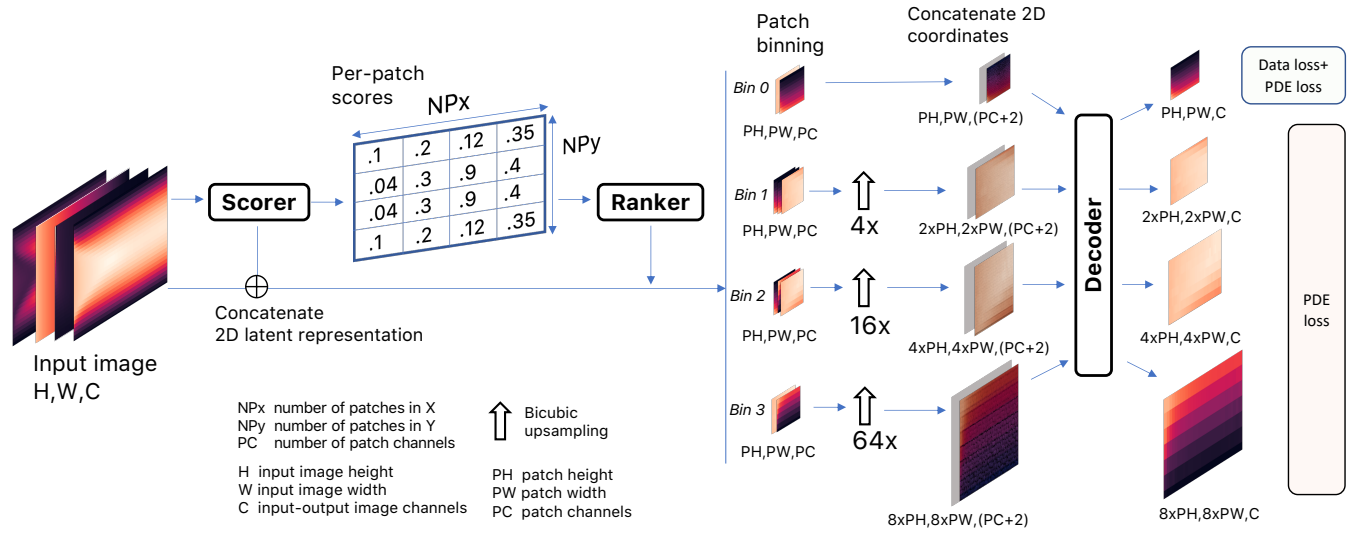 Input image
H,W,C
Scorer
Concatenate
2D latent representation
Per-patch
scores
NPx
NPy
.1 .2 .12 .35
.04 .3 .9 .4
.04 .3 .9 .4
.1 .2 .12 .35
Ranker
NPx number of patches in X
NPy number of patches in Y
PC number of patch channels
H input image height
W input image width
C input-output image channels
Bicubic
upsampling
PH patch height
PW patch width
PC patch channels
Patch
binning
Concatenate 2D
coordinates
Bin 0
PH,PW,PC
PH,PW,(PC+2)
PH,PW,C
Bin 1
PH,PW,PC
4x
2xPH,2xPW,(PC+2)
2xPH,2xPW,C
Bin 2
PH,PW,PC
16x
4xPH,4xPW,(PC+2)
4xPH,4xPW,C
Bin 3
PH,PW,PC
64x
8xPH,8xPW,(PC+2)
8xPH,8xPW,C
Decoder
Data loss+
PDE loss
PDE
loss